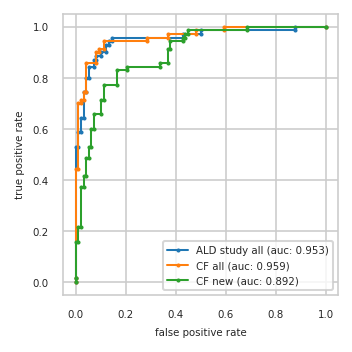 1.0
0.8
0.6
0.4
0.2
0.0
true positive rate
ALD study all (auc: 0.953)
CF all (auc: 0.959)
CF new (auc: 0.892)
0.0 0.2 0.4 0.6 0.8 1.0
false positive rate